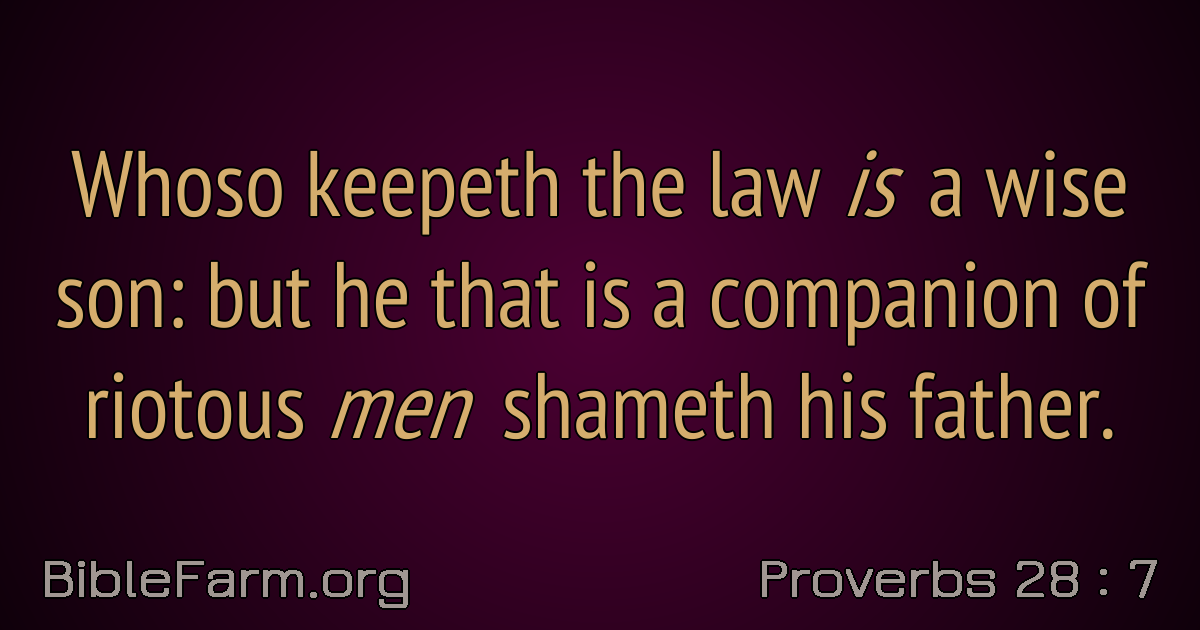 Whoso keepeth the law is a wise
son: but he that is a companion of
riotous men shameth his father.
BibleFarm.org
Proverbs 28 : 7